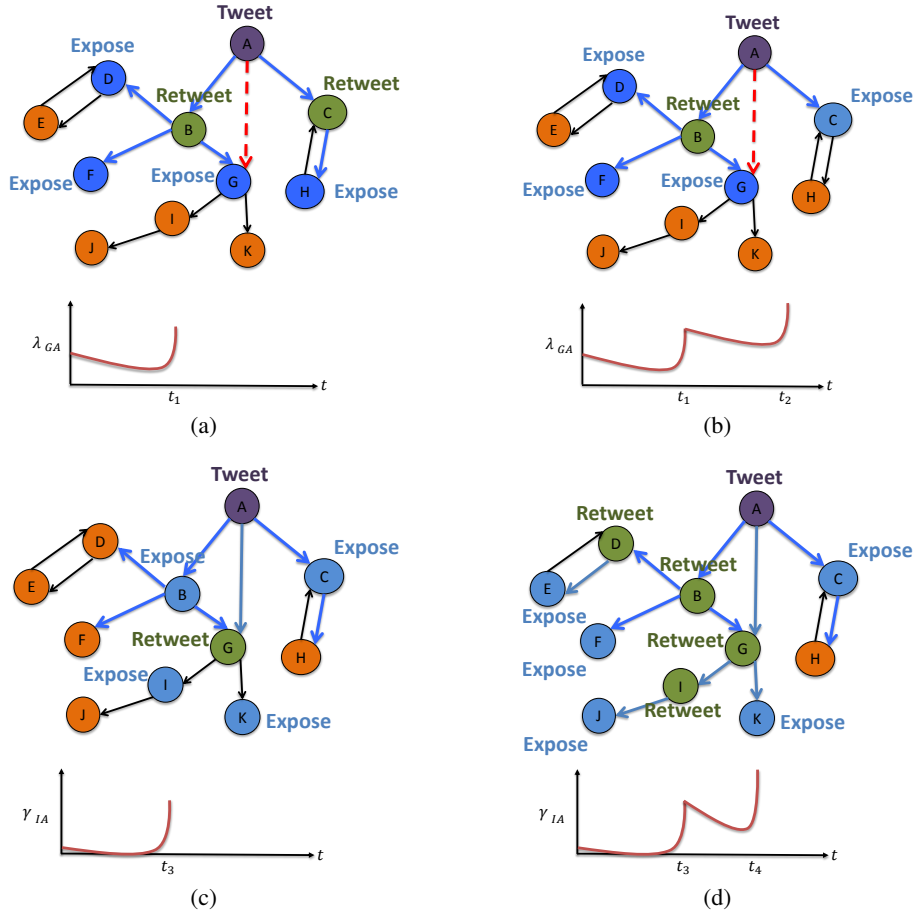 Tweet
A
Expose
D
Retweet
Retweet
C
E
B
F
Expose
Expose
G
H
Expose
I
J
K
λ GA
t
t1
(a)
Tweet
A
Expose
D
Retweet
Expose
C
E
B
F
Expose
Expose
G
H
I
J
K
λ GA
t
t1
t2
(b)
Tweet
A
D
Expose
Expose
C
E
B
F
Retweet
G
H
Expose
I
J
K
Expose
γ IA
t
t3
(c)
Tweet
A
Retweet
D
Retweet
Expose
C
E
B
Expose
F
Retweet
G
H
Expose
I
Retweet
J
K
Expose
Expose
γ IA
t
t3
t4
(d)